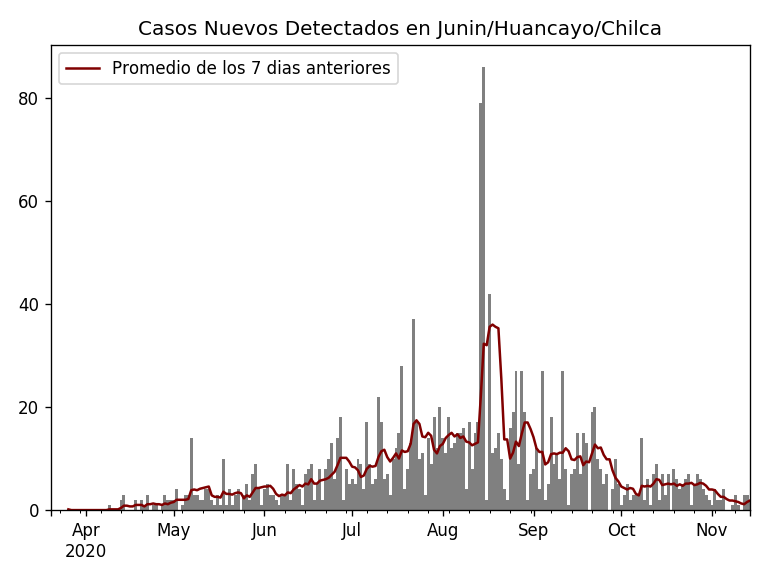 Casos Nuevos Detectados en Junin/Huancayo/Chilca
Promedio de los 7 dias anteriores
80
60
40
20
0
Apr May Jun Jul Aug Sep Oct Nov
2020